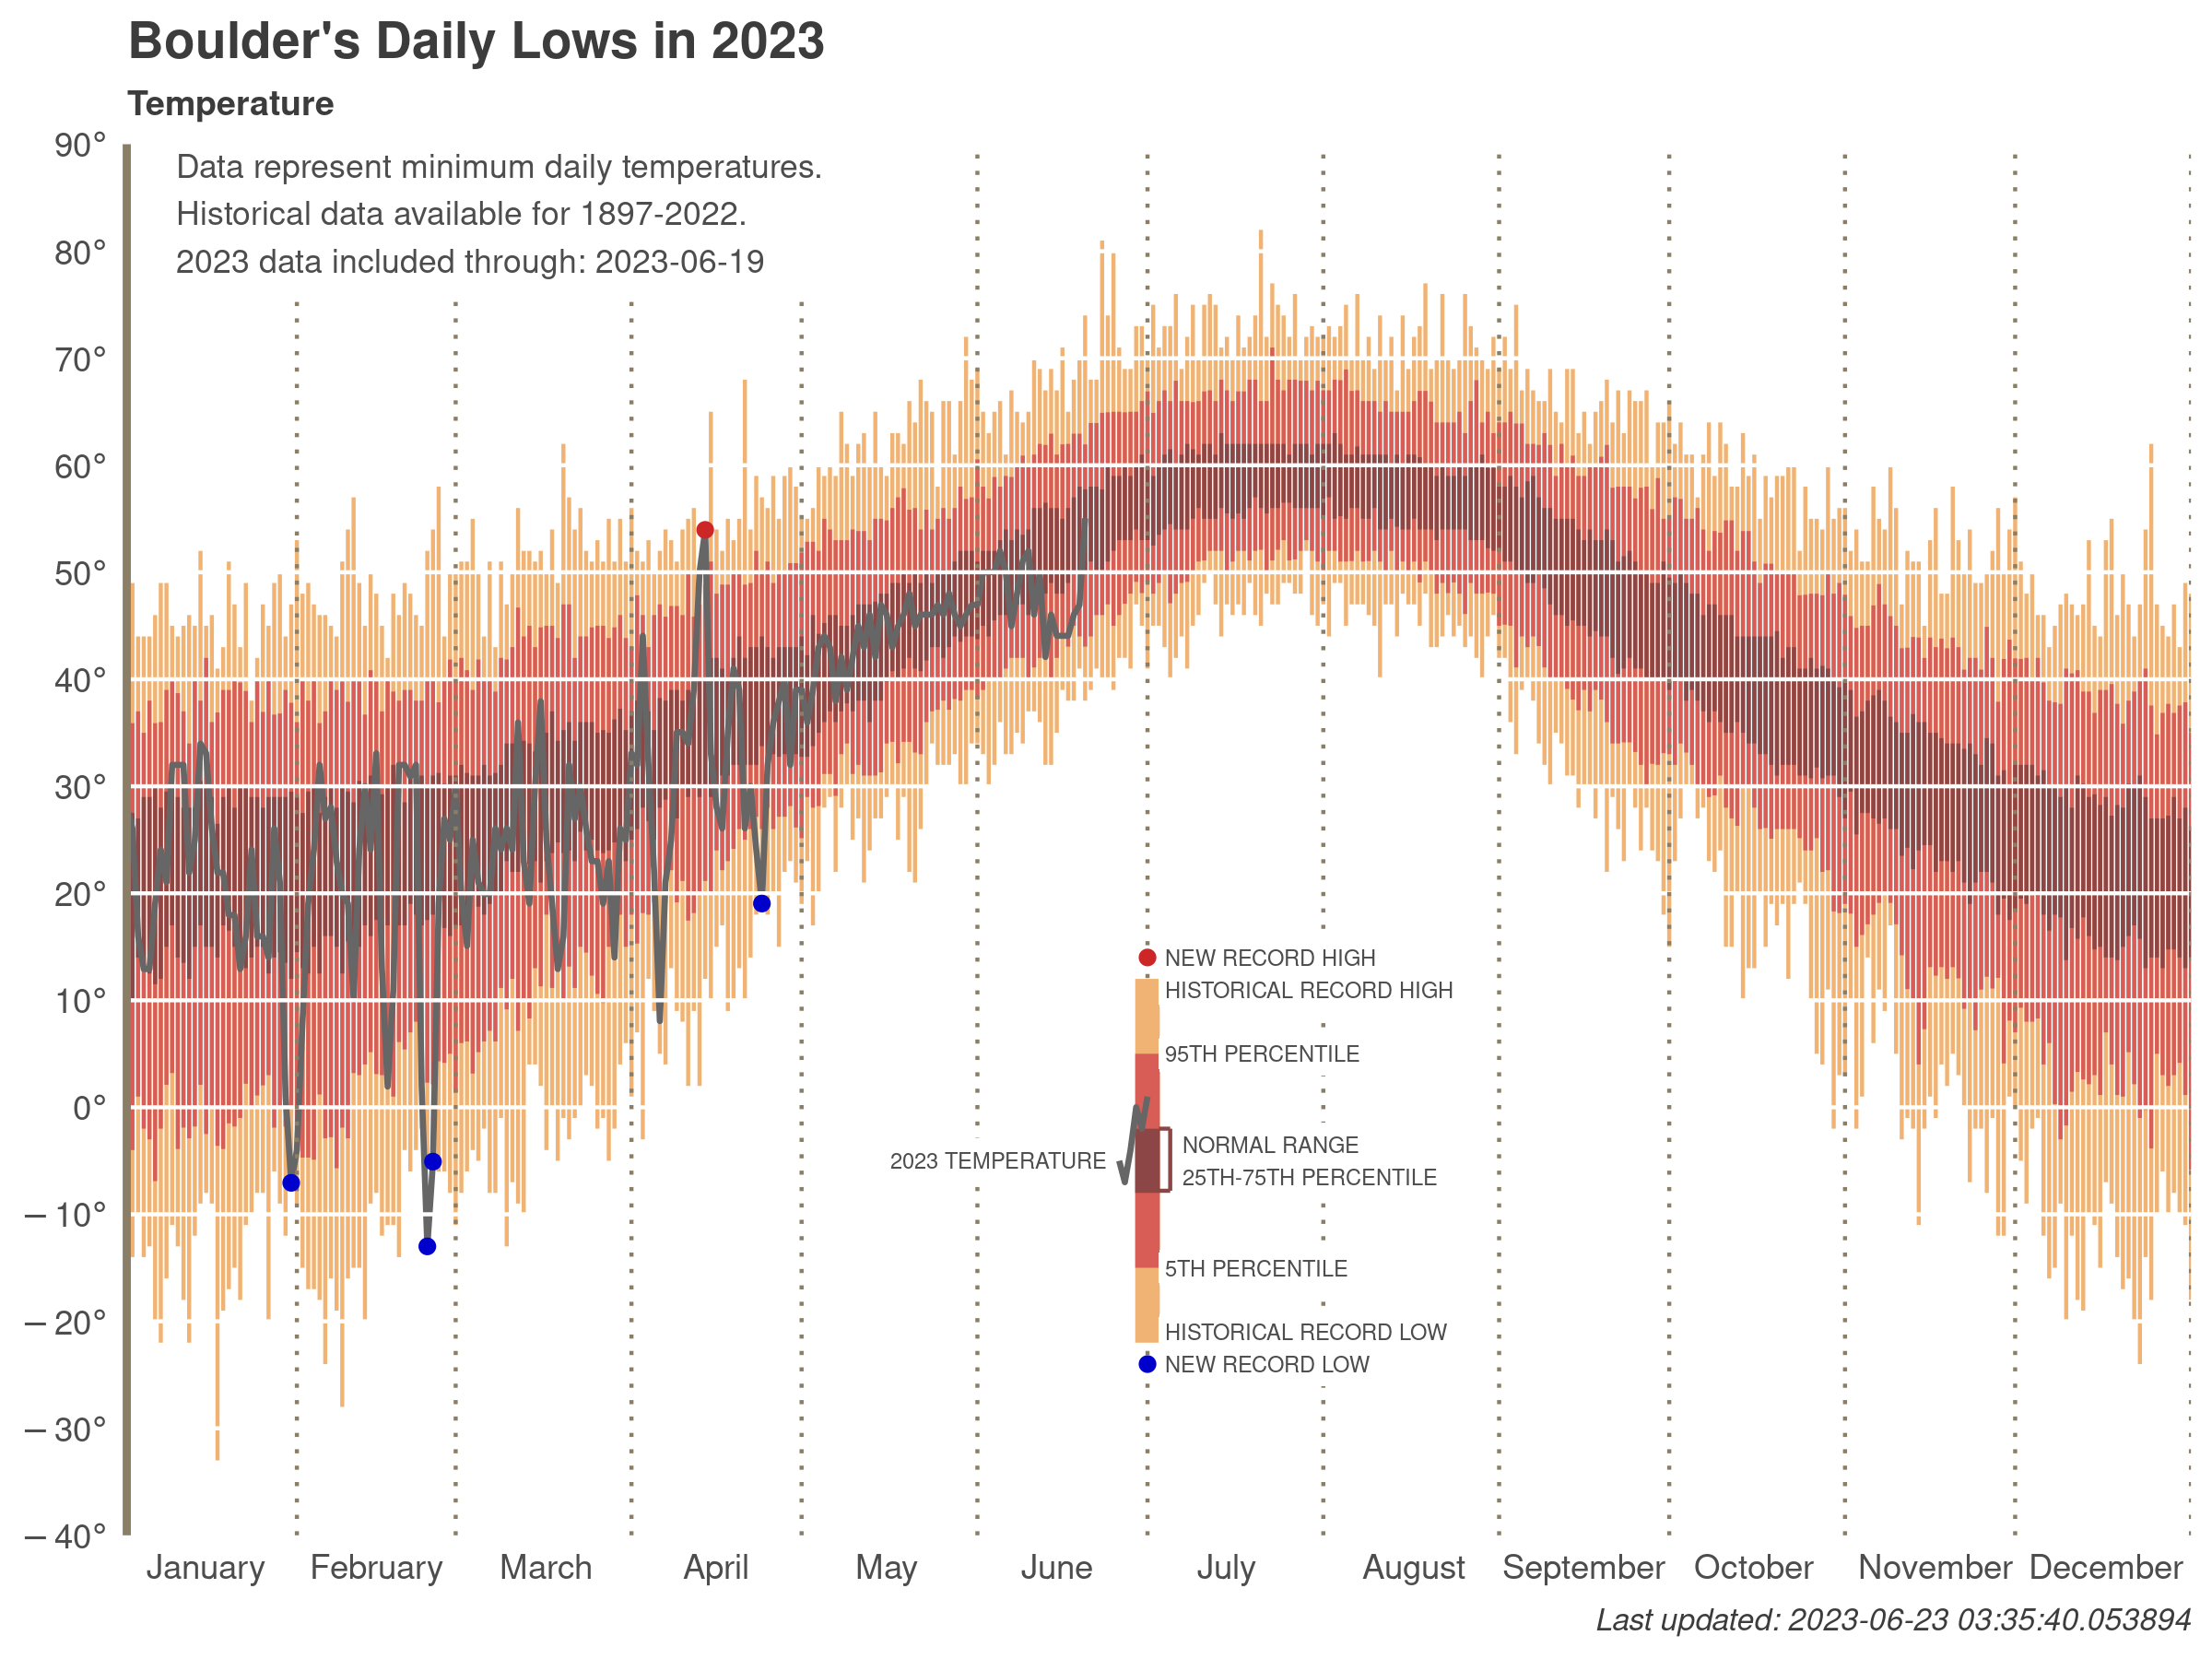 Boulder's Daily Lows in 2023
Temperature
90°
80°
70°
60°
50°
40°
30°
20°
10°
0°
− 10°
− 20°
− 30°
− 40°
Data represent minimum daily temperatures.
Historical data available for 1897-2022.
2023 data included through: 2023-06-19
NEW RECORD HIGH
HISTORICAL RECORD HIGH
95TH PERCENTILE
2023 TEMPERATURE
NORMAL RANGE
25TH-75TH PERCENTILE
5TH PERCENTILE
HISTORICAL RECORD LOW
NEW RECORD LOW
January February March April May June July August September October November December
Last updated: 2023-06-23 03:35:40.053894